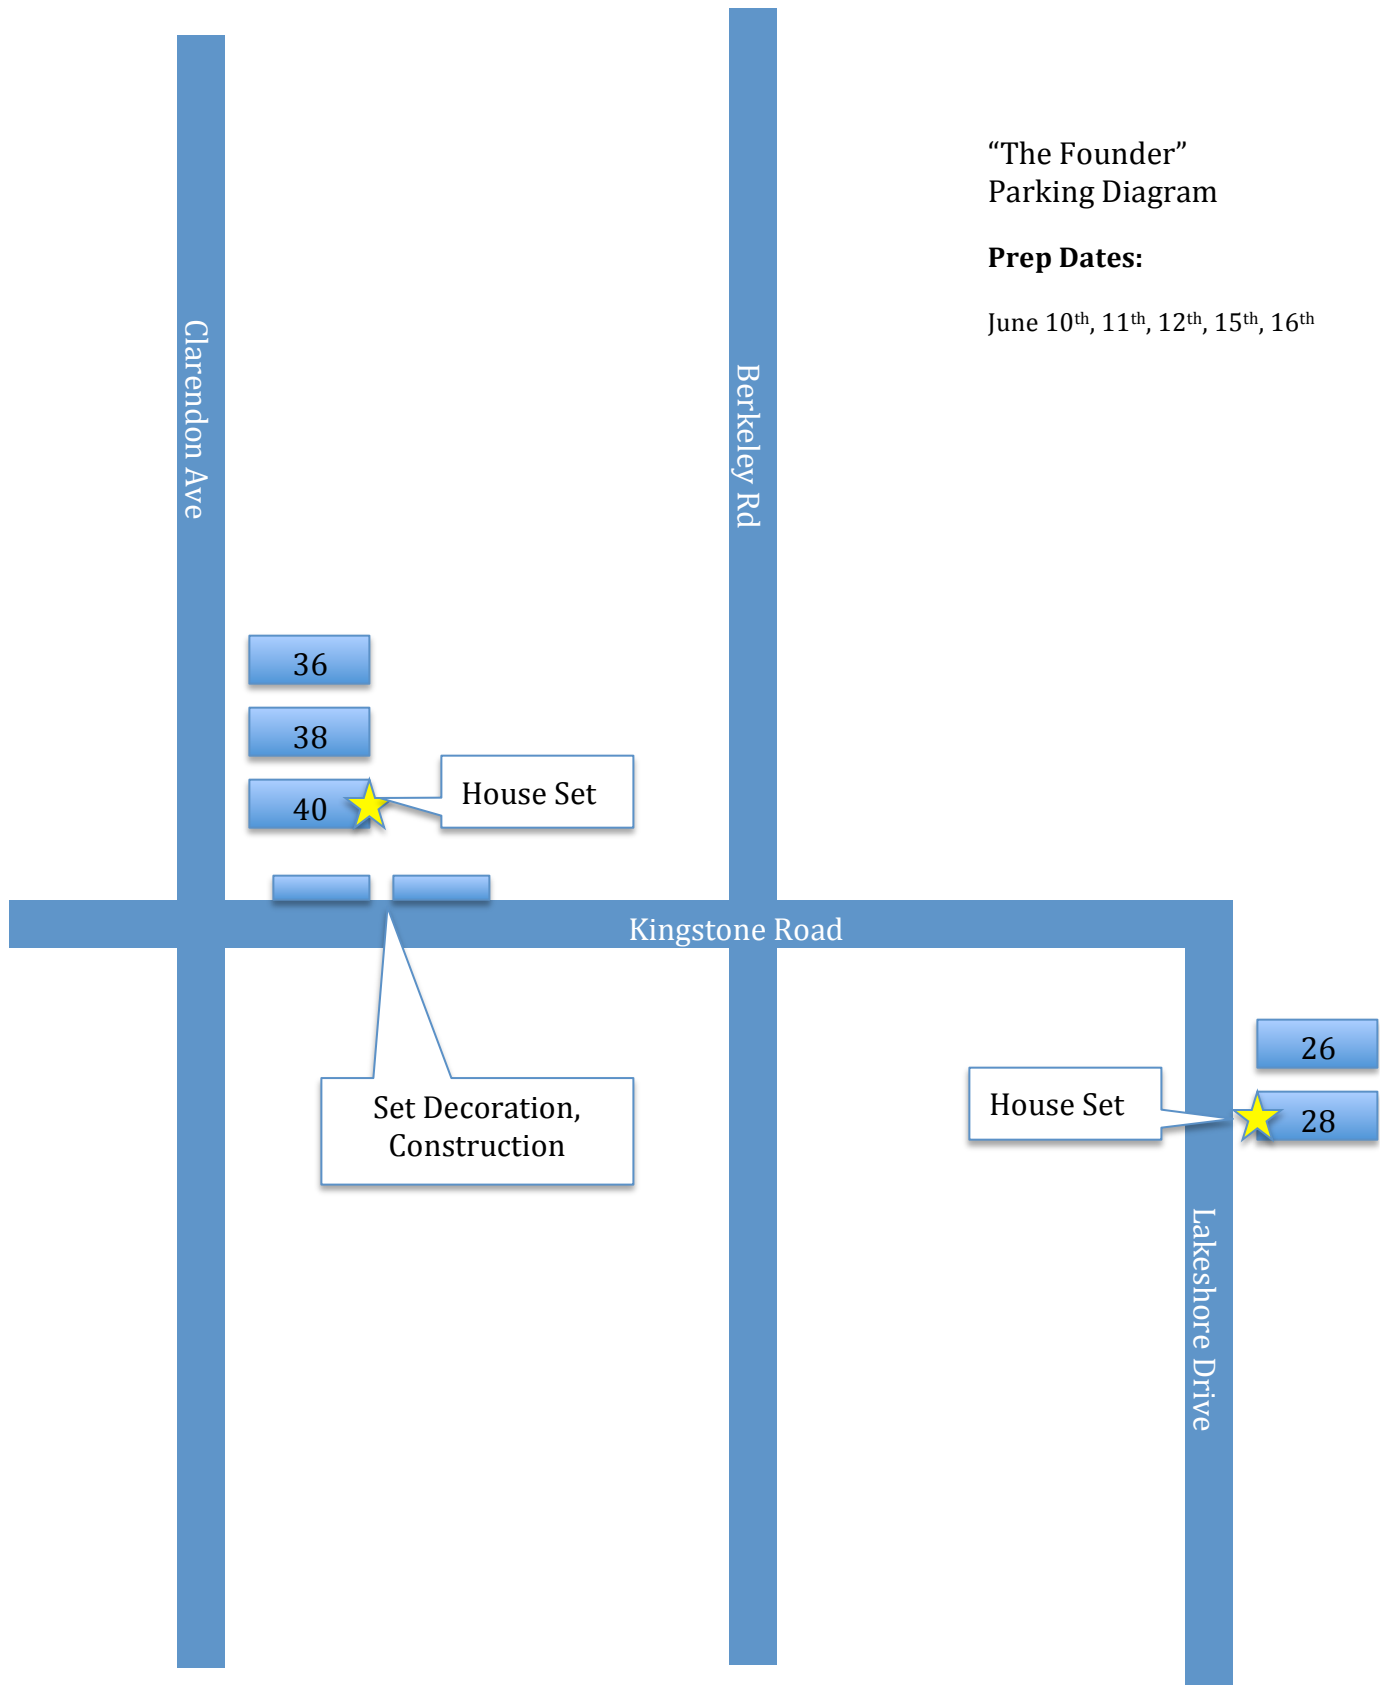 “The Founder”
Parking Diagram
Prep Dates:
June 10th, 11th, 12th, 15th, 16th
Clarendon Ave
Berkeley Rd
36
38
40
House Set
Kingstone Road
Set Decoration,
Construction
26
House Set
28
Lakeshore Drive